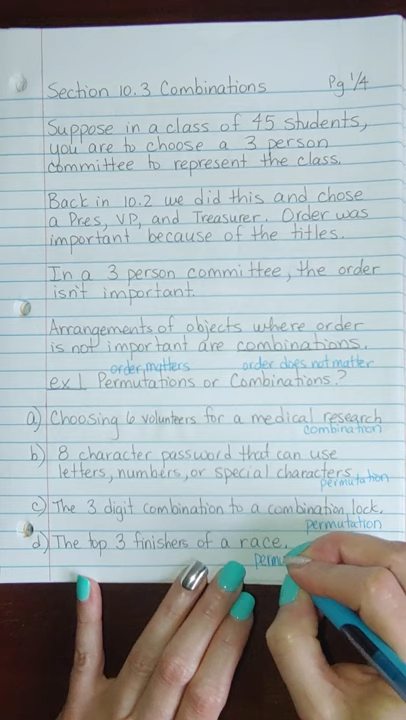 Section 10.3 Combinations Pg 1/4
Suppose in a class of 45 students,
you are to choose a 3 person
committee to represent the class.
Back in 10.2 we did this and chose
a Pres, VP, and Treasurer. Order was
important because of the titles.
In a 3 person committee, the order
isn't important.
Arrangements of objects where order
is not important are combinations.
order matters order does not matter
ex 1 Permutations or Combinations?
a) Choosing 6 volunteers for a medical research
combination
b) 8 character password that can use
letters, numbers, or special characters.
permutation
c) The 3 digit combination to a combination lock.
permutation
d) The top 3 finishers of a race.
permu